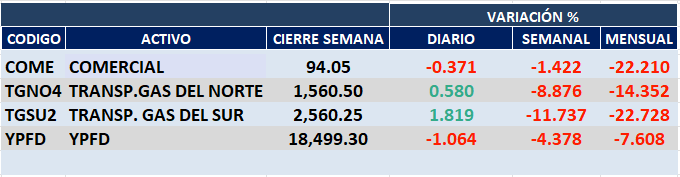 VARIACIÓN %
CODIGO ACTIVO CIERRE SEMANA DIARIO SEMANAL MENSUAL
COME COMERCIAL 94.05 -0.371 -1.422 -22.210
TGNO4 TRANSP.GAS DEL NORTE 1,560.50 0.580 -8.876 -14.352
TGSU2 TRANSP. GAS DEL SUR 2,560.25 1.819 -11.737 -22.728
YPFD YPFD 18,499.30 -1.064 -4.378 -7.608